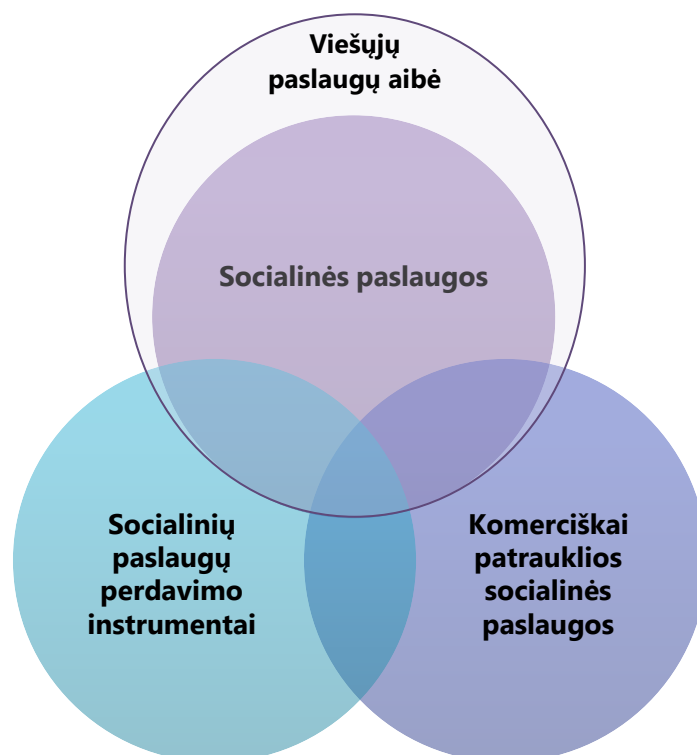 Viešųjų
paslaugų aibė
Socialinės paslaugos
Socialinių
paslaugų
perdavimo
instrumentai
Komerciškai
patrauklios
socialinės
paslaugos